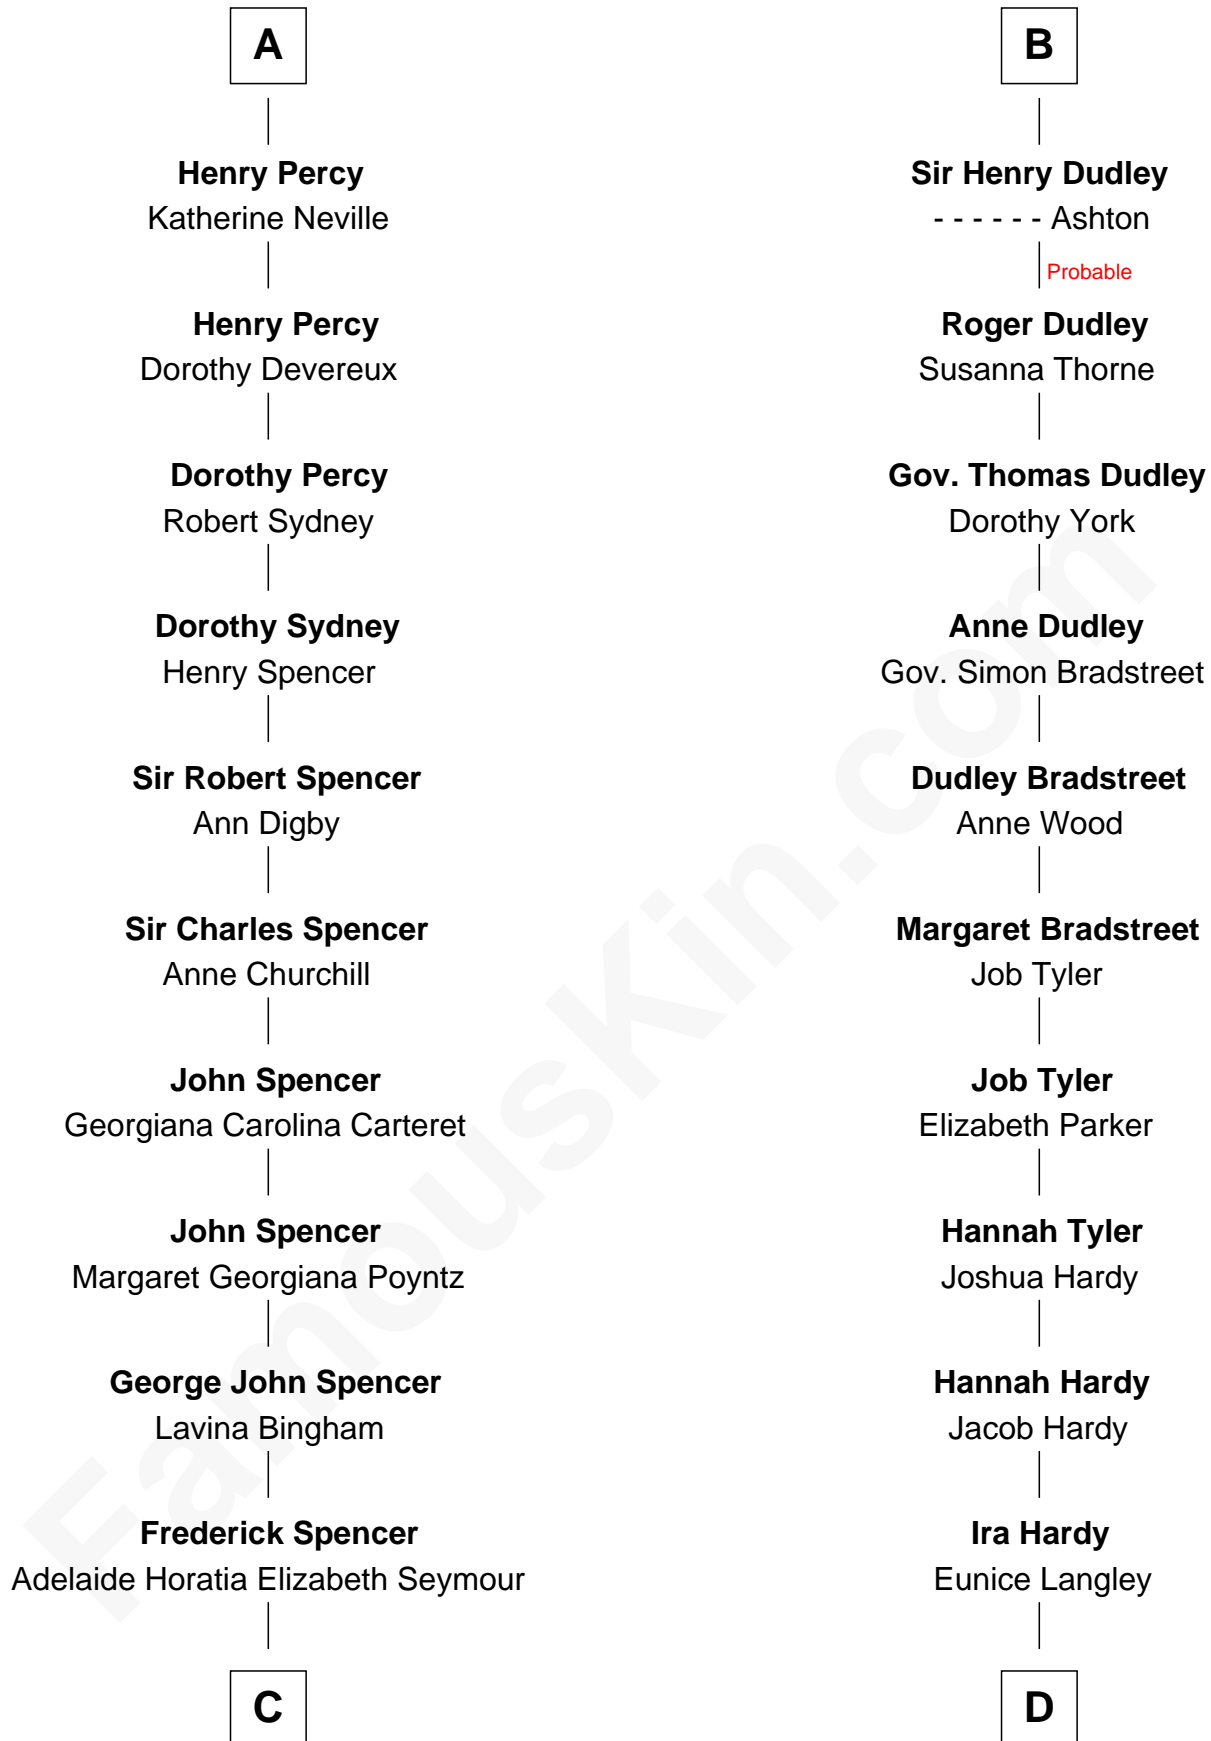 A
Henry Percy
Katherine Neville
Henry Percy
Dorothy Devereux
Dorothy Percy
Robert Sydney
Dorothy Sydney
Henry Spencer
Sir Robert Spencer
Ann Digby
Sir Charles Spencer
Anne Churchill
John Spencer
Georgiana Carolina Carteret
John Spencer
Margaret Georgiana Poyntz
George John Spencer
Lavina Bingham
Frederick Spencer
Adelaide Horatia Elizabeth Seymour
C
B
Sir Henry Dudley
- - - - - - Ashton
Probable
Roger Dudley
Susanna Thorne
Gov. Thomas Dudley
Dorothy York
Anne Dudley
Gov. Simon Bradstreet
Dudley Bradstreet
Anne Wood
Margaret Bradstreet
Job Tyler
Job Tyler
Elizabeth Parker
Hannah Tyler
Joshua Hardy
Hannah Hardy
Jacob Hardy
Ira Hardy
Eunice Langley
D
FamousKin.com